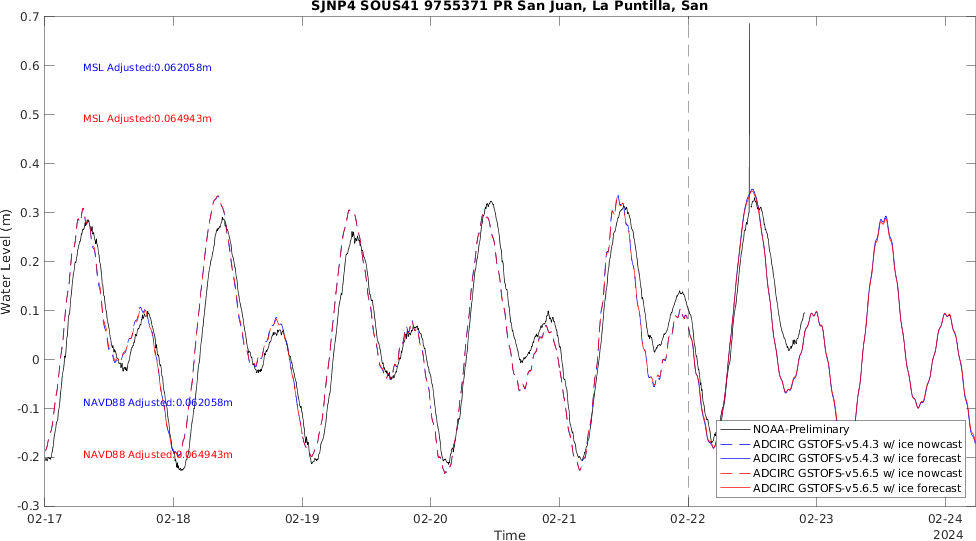 SJNP4 SOUS41 9755371 PR San Juan, La Puntilla, San
0.7
0.6
0.5
0.4
0.3
0.2
0.1
0
-0.1
-0.2
-0.3
Water Level (m)
MSL Adjusted:0.062058m
MSL Adjusted:0.064943m
NAVD88 Adjusted:0.062058m
NAVD88 Adjusted:0.064943m
NOAA-Preliminary
ADCIRC GSTOFS-v5.4.3 w/ ice nowcast
ADCIRC GSTOFS-v5.4.3 w/ ice forecast
ADCIRC GSTOFS-v5.6.5 w/ ice nowcast
ADCIRC GSTOFS-v5.6.5 w/ ice forecast
02-17 02-18 02-19 02-20 02-21 02-22 02-23 02-24
Time
2024